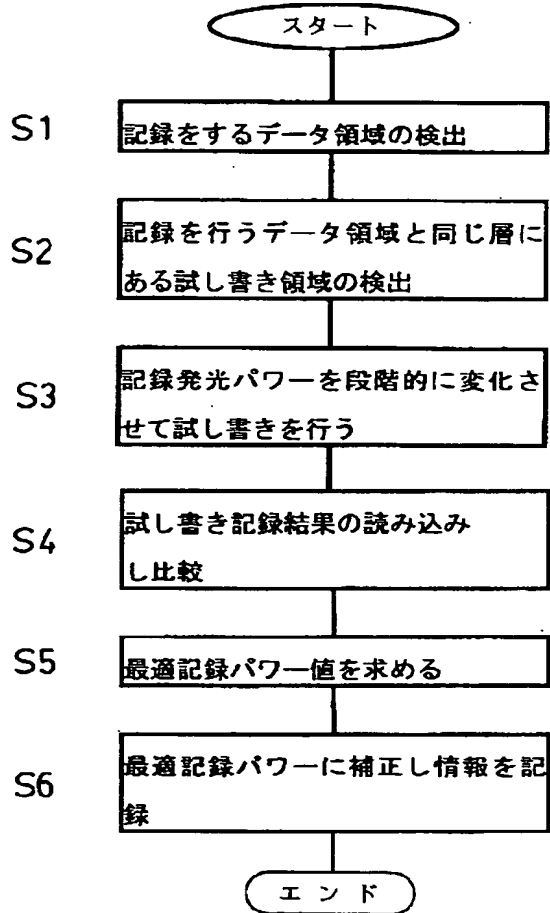 スタート
S1
記録をするデータ領域の検出
S2
記録を行うデータ領域と同じ層に
ある試し書き領域の検出
S3
記録発光パワーを段階的に変化さ
せて試し書きを行う
S4
試し書き記録結果の読み込み
し比較
S5
最適記録パワー値を求める
S6
最適記録パワーに補正し情報を記
録
エンド